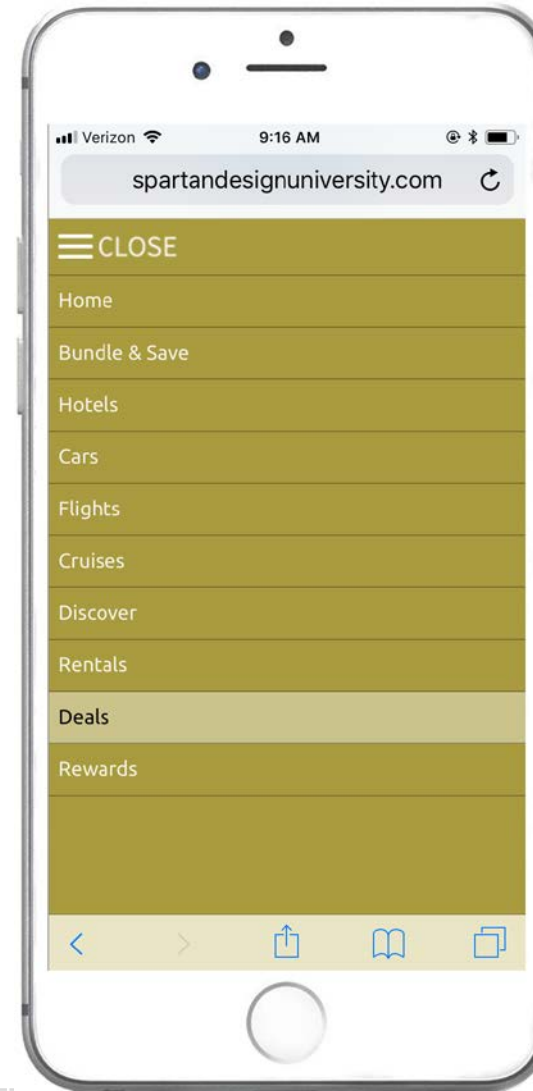 Verizon 9:16 AM
spartandesignuniversity.com
CLOSE
Home
Bundle & Save
Hotels
Cars
Flights
Cruises
Discover
Rentals
Deals
Rewards